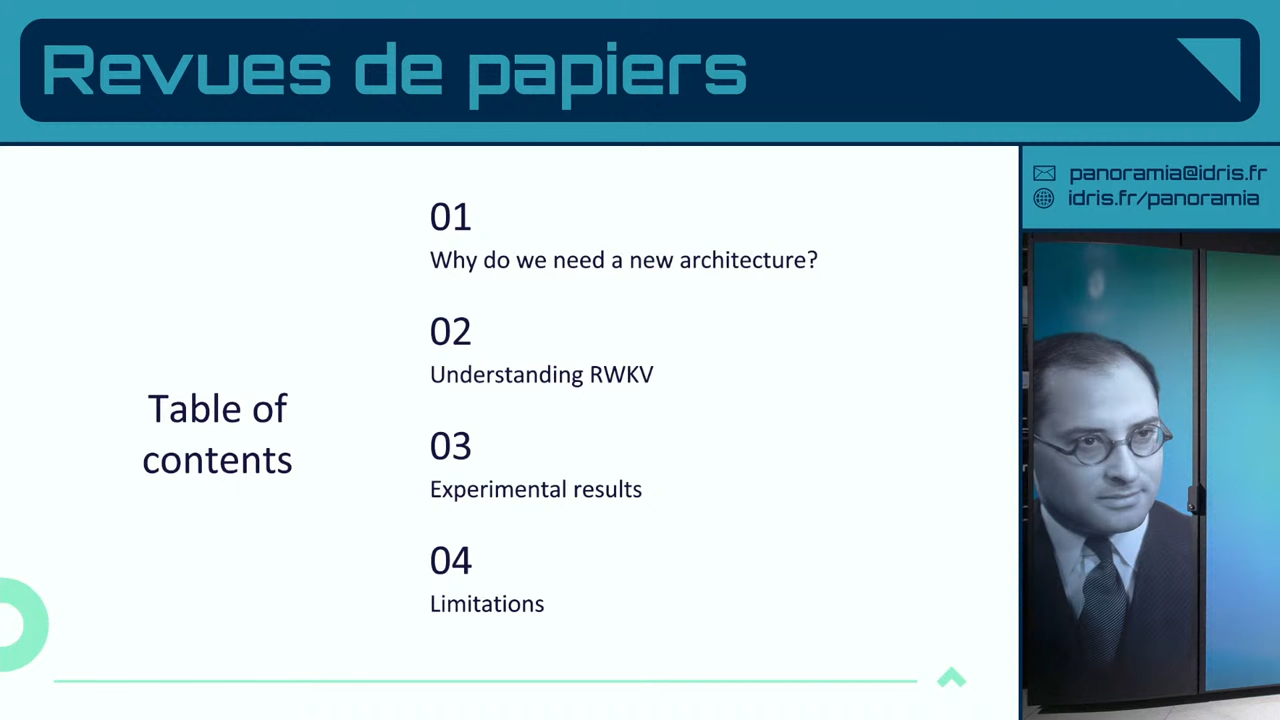 Revues de papiers
panoramia@idris.fr
idris.fr/panoramia
Table of
contents
01
Why do we need a new architecture?
02
Understanding RWKV
03
Experimental results
04
Limitations